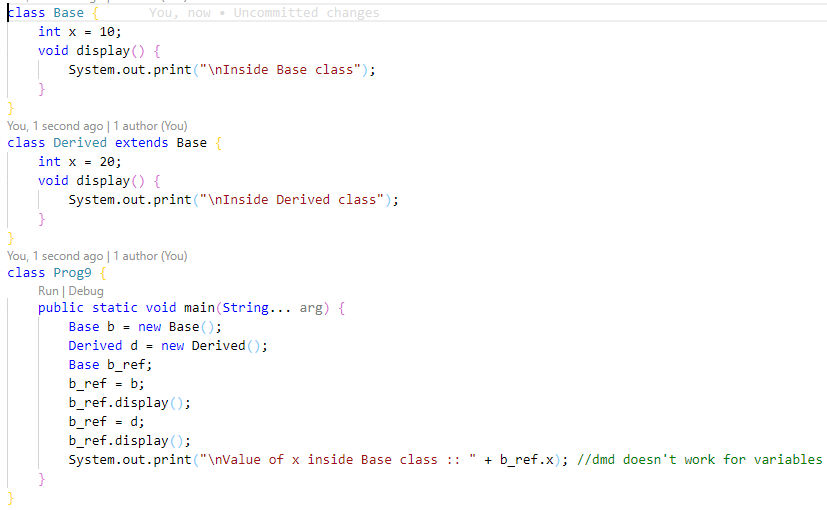 class Base {        You, now • Uncommitted changes
    int x = 10;
    void display() {
        System.out.print("\nInside Base class");
    }
}
You, 1 second ago | 1 author (You)
class Derived extends Base {
    int x = 20;
    void display() {
        System.out.print("\nInside Derived class");
    }
}
You, 1 second ago | 1 author (You)
class Prog9 {
    Run | Debug
    public static void main(String... arg) {
        Base b = new Base();
        Derived d = new Derived();
        Base b_ref;
        b_ref = b;
        b_ref.display();
        b_ref = d;
        b_ref.display();
        System.out.print("\nValue of x inside Base class :: " + b_ref.x); //dmd doesn't work for variables
    }
}